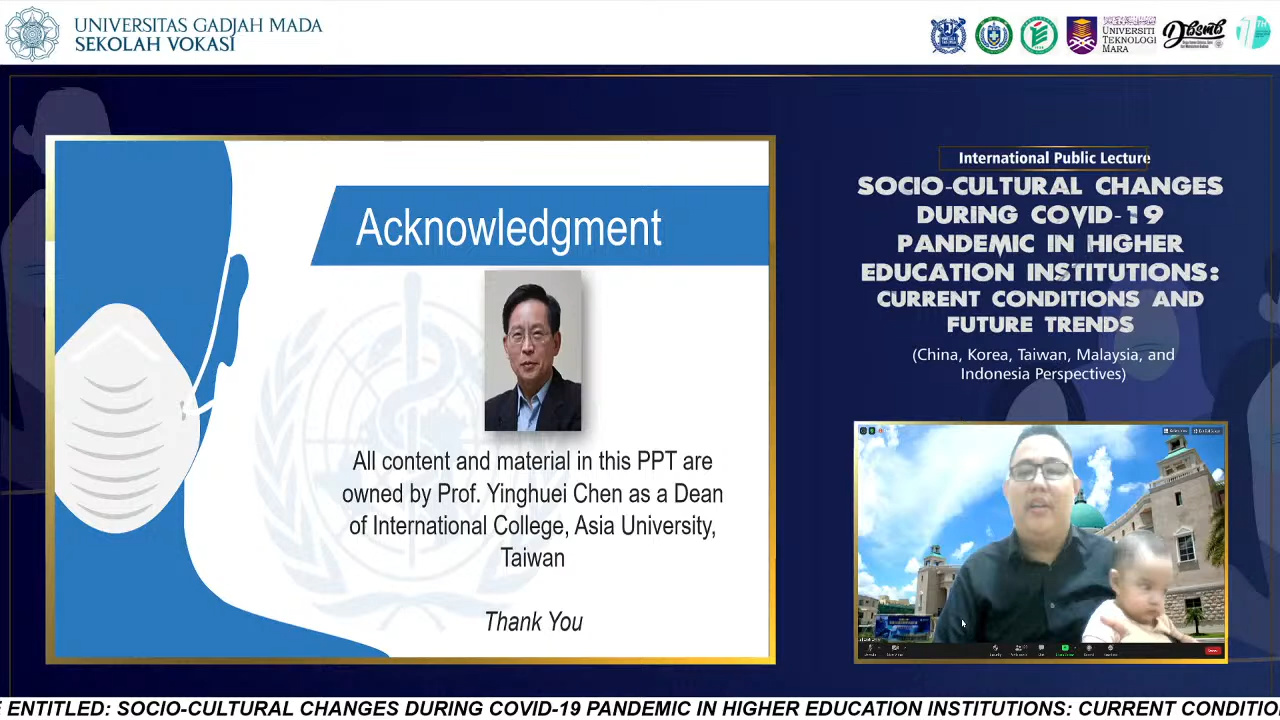 UNIVERSITAS GADJAH MADA
SEKOLAH VOKASI
UNIVERSITI
TEKNOLOGI
MARA
Acknowledgment
All content and material in this PPT are
owned by Prof. Yinghuei Chen as a Dean
of International College, Asia University,
Taiwan
Thank You
International Public Lecture
SOCIO-CULTURAL CHANGES
DURING COVID-19
PANDEMIC IN HIGHER
EDUCATION INSTITUTIONS:
CURRENT CONDITIONS AND
FUTURE TRENDS
(China, Korea, Taiwan, Malaysia, and
Indonesia Perspectives)
E ENTITLED: SOCIO-CULTURAL CHANGES DURING COVID-19 PANDEMIC IN HIGHER EDUCATION INSTITUTIONS: CURRENT CONDITIO